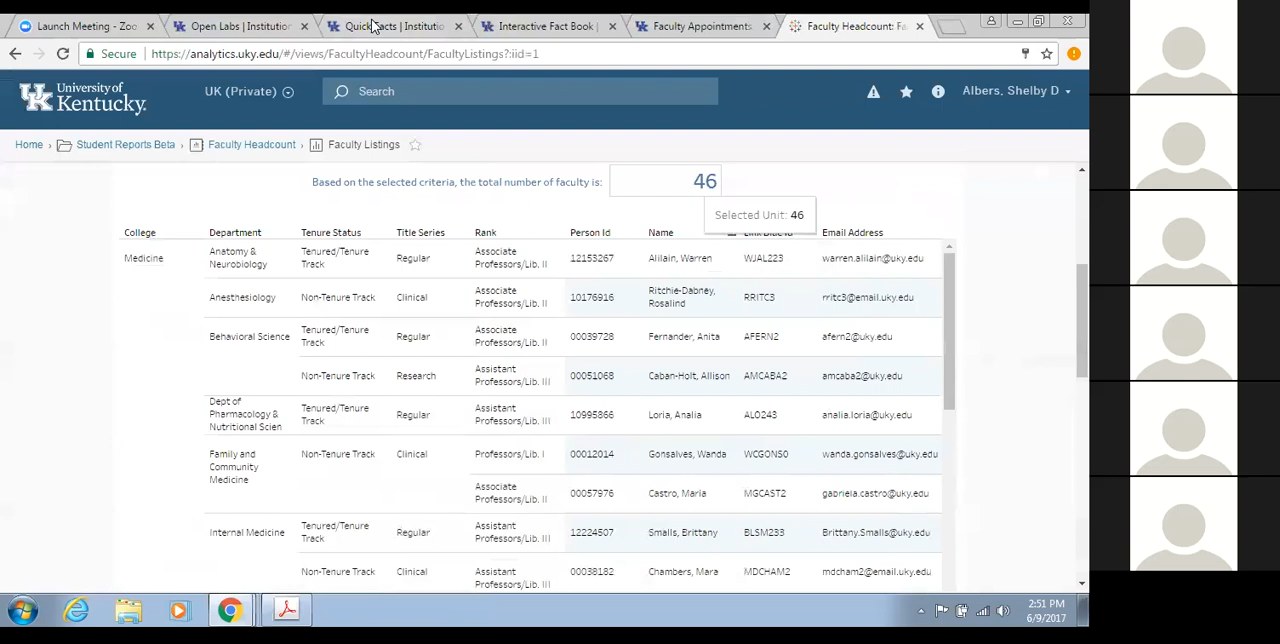 Launch Meeting - Zoo
Open Labs | Institution
QuickFacts | Institutio
Interactive Fact Book |
Faculty Appointments
Faculty Headcount: Fa
Secure https://analytics.uky.edu/#/views/FacultyHeadcount/FacultyListings?:iid=1
University of Kentucky.
UK (Private)
Search
Albers, Shelby D
Home › Student Reports Beta › Faculty Headcount › Faculty Listings
Based on the selected criteria, the total number of faculty is: 46
Selected Unit: 46
College Department Tenure Status Title Series Rank Person Id Name Email Address
Medicine Anatomy & Neurobiology Tenured/Tenure Track Regular Associate Professors/Lib. II 12153267 Alilain, Warren WJAL223 warren.alilain@uky.edu
Anesthesiology Non-Tenure Track Clinical Associate Professors/Lib. II 10176916 Ritchie-Dabney, Rosalind RRITC3 rritc3@email.uky.edu
Behavioral Science Tenured/Tenure Track Regular Associate Professors/Lib. II 00039728 Fernander, Anita AFERN2 afern2@uky.edu
Non-Tenure Track Research Assistant Professors/Lib. III 00051068 Caban-Holt, Allison AMCABA2 amcaba2@uky.edu
Dept of Pharmacology & Nutritional Scien Tenured/Tenure Track Regular Assistant Professors/Lib. III 10995866 Loria, Analia ALO243 analia.loria@uky.edu
Family and Community Medicine Non-Tenure Track Clinical Professors/Lib. I 00012014 Gonsalves, Wanda WCGONS0 wanda.gonsalves@uky.edu
Associate Professors/Lib. II 00057976 Castro, Maria MGCAST2 gabriela.castro@uky.edu
Internal Medicine Tenured/Tenure Track Regular Assistant Professors/Lib. III 12224507 Smalls, Brittany BLSM233 Brittany.Smalls@uky.edu
Non-Tenure Track Clinical Assistant Professors/Lib. III 00038182 Chambers, Mara MDCHAM2 mdcham2@email.uky.edu
2:51 PM
6/9/2017